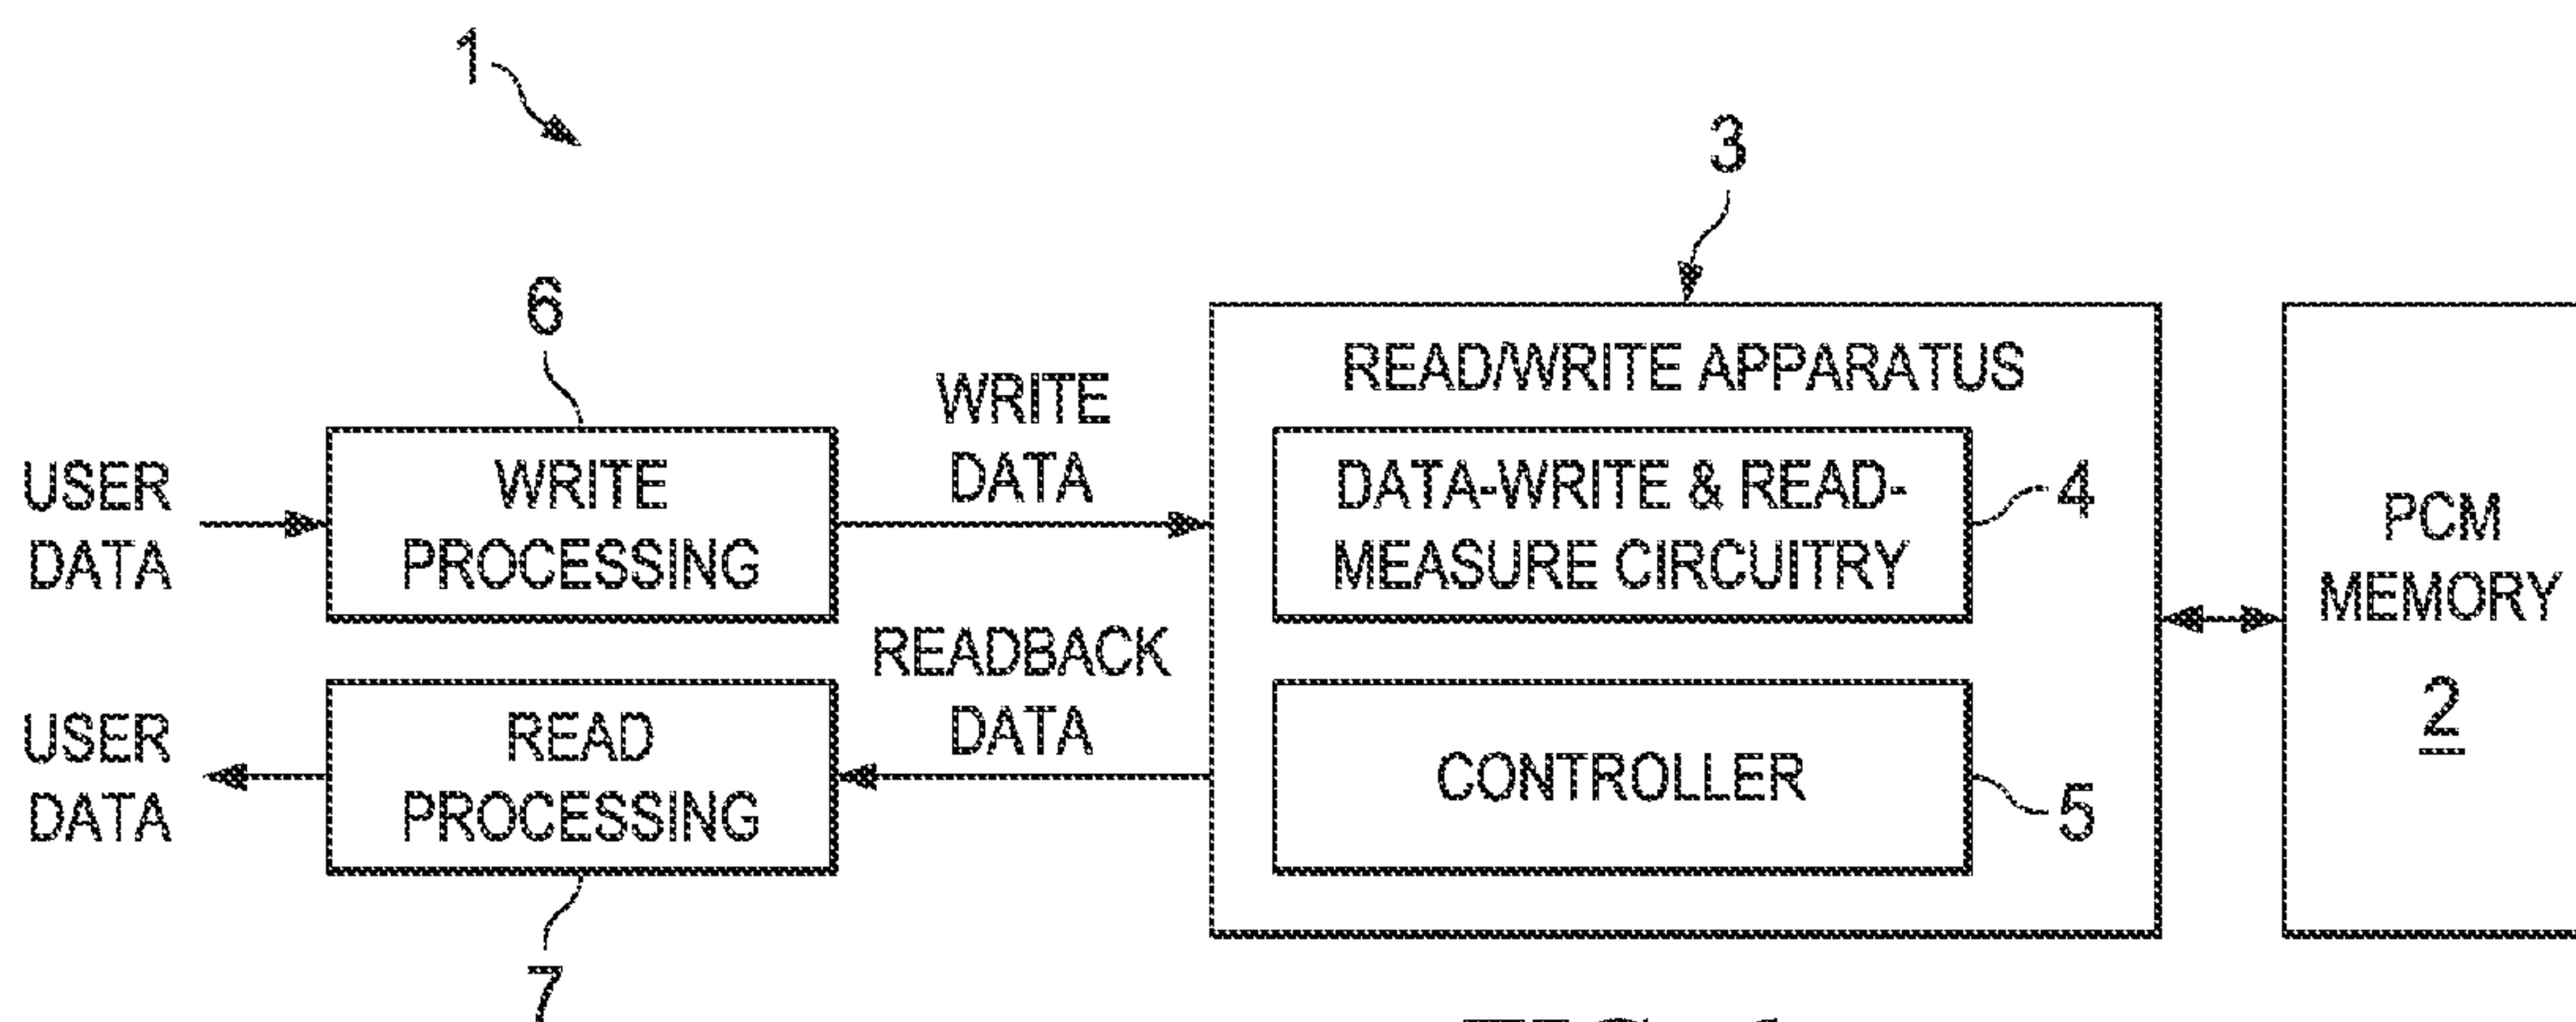 1
3
6
READ/WRITE APPARATUS
WRITE
DATA
USER
DATA
WRITE
PROCESSING
DATA-WRITE & READ-
MEASURE CIRCUITRY
4
PCM
MEMORY
2
READBACK
DATA
USER
DATA
READ
PROCESSING
CONTROLLER
5
7